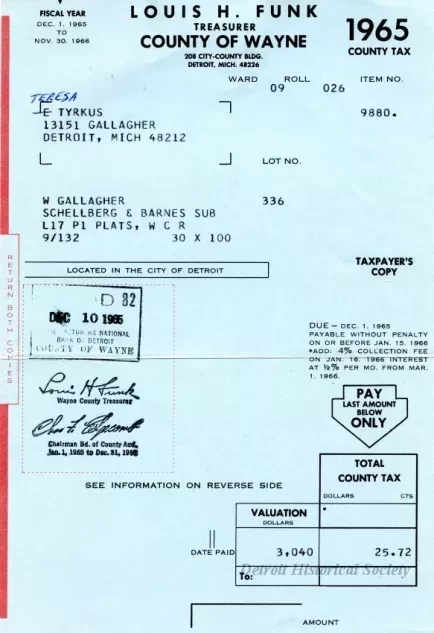 FISCAL YEAR
DEC. 1, 1965
TO
NOV. 30, 1966
LOUIS H. FUNK
TREASURER
COUNTY OF WAYNE
208 CITY-COUNTY BLDG.
DETROIT, MICH. 48226
1965
COUNTY TAX
WARD ROLL ITEM NO.
09 026
9880.
TERESA
E TYRKUS
13151 GALLAGHER
DETROIT, MICH 48212
LOT NO.
W GALLAGHER 336
SCHELLBERG & BARNES SUB
L17 P1 PLATS, W C R
9/132 30 X 100
RETURN BOTH COPIES
LOCATED IN THE CITY OF DETROIT
TAXPAYER'S
COPY
D 82
DEC 10 1965
NATIONAL
BANK OF DETROIT
COUNTY OF WAYNE
Louis H Funk
Wayne County Treasurer
Chairman Bd. of County Aud.
Jan. 1, 1965 to Dec. 31, 1965
DUE – DEC. 1, 1965
PAYABLE WITHOUT PENALTY
ON OR BEFORE JAN. 15, 1966
*ADD: 4% COLLECTION FEE
ON JAN. 16, 1966 INTEREST
AT ½% PER MO. FROM MAR.
1, 1966.
PAY
LAST AMOUNT
BELOW
ONLY
SEE INFORMATION ON REVERSE SIDE
TOTAL
COUNTY TAX
DOLLARS CTS
VALUATION
DOLLARS
*
DATE PAID
3,040 25.72
Detroit Historical Society
To:
AMOUNT